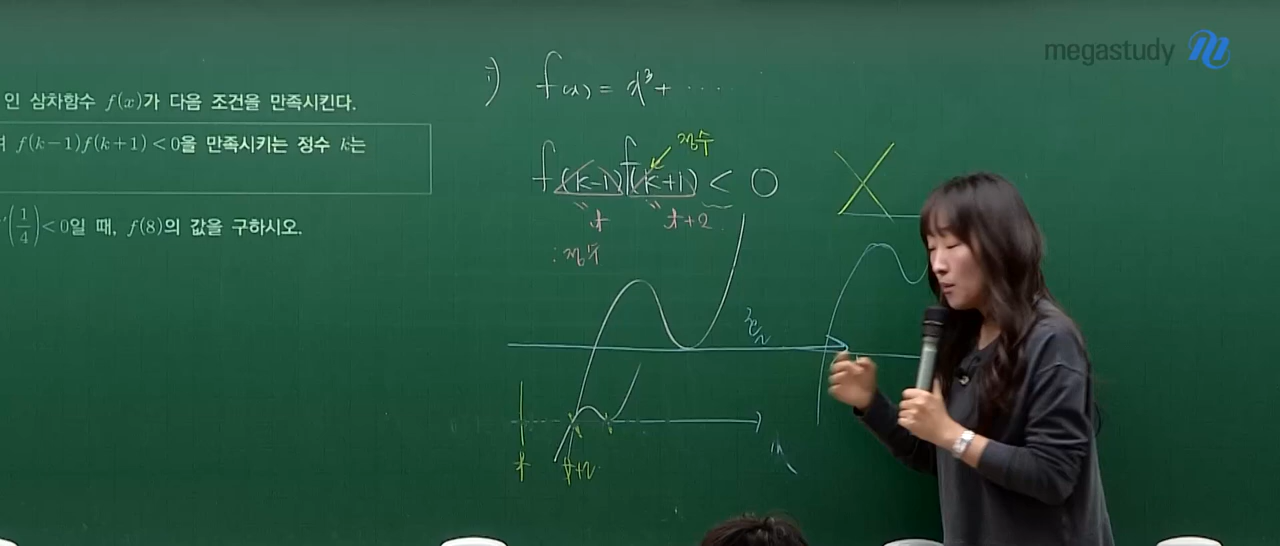 megastudy
인 삼차함수 f(x)가 다음 조건을 만족시킨다.
f(k-1)f(k+1)<0을 만족시키는 정수 k는
(1/4)<0일 때, f(8)의 값을 구하시오.
i) f(x) = x³ + ⋯⋯
정수
f(k-1)f(k+1) < 0
" "
t t+2
: 정수
t t+2